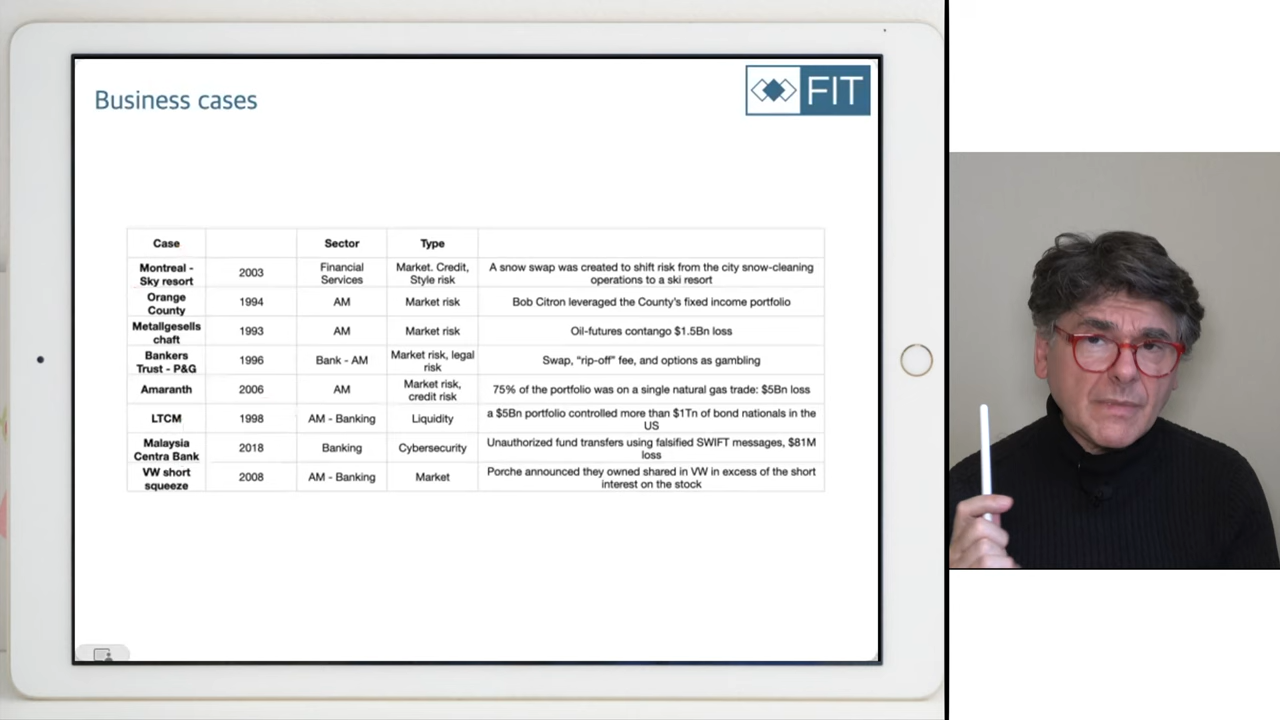 Business cases
FIT
Case Sector Type
Montreal - Sky resort 2003 Financial Services Market. Credit, Style risk A snow swap was created to shift risk from the city snow-cleaning operations to a ski resort
Orange County 1994 AM Market risk Bob Citron leveraged the County's fixed income portfolio
Metallgesells chaft 1993 AM Market risk Oil-futures contango $1.5Bn loss
Bankers Trust - P&G 1996 Bank - AM Market risk, legal risk Swap, "rip-off" fee, and options as gambling
Amaranth 2006 AM Market risk, credit risk 75% of the portfolio was on a single natural gas trade: $5Bn loss
LTCM 1998 AM - Banking Liquidity a $5Bn portfolio controlled more than $1Tn of bond nationals in the US
Malaysia Centra Bank 2018 Banking Cybersecurity Unauthorized fund transfers using falsified SWIFT messages, $81M loss
VW short squeeze 2008 AM - Banking Market Porche announced they owned shared in VW in excess of the short interest on the stock